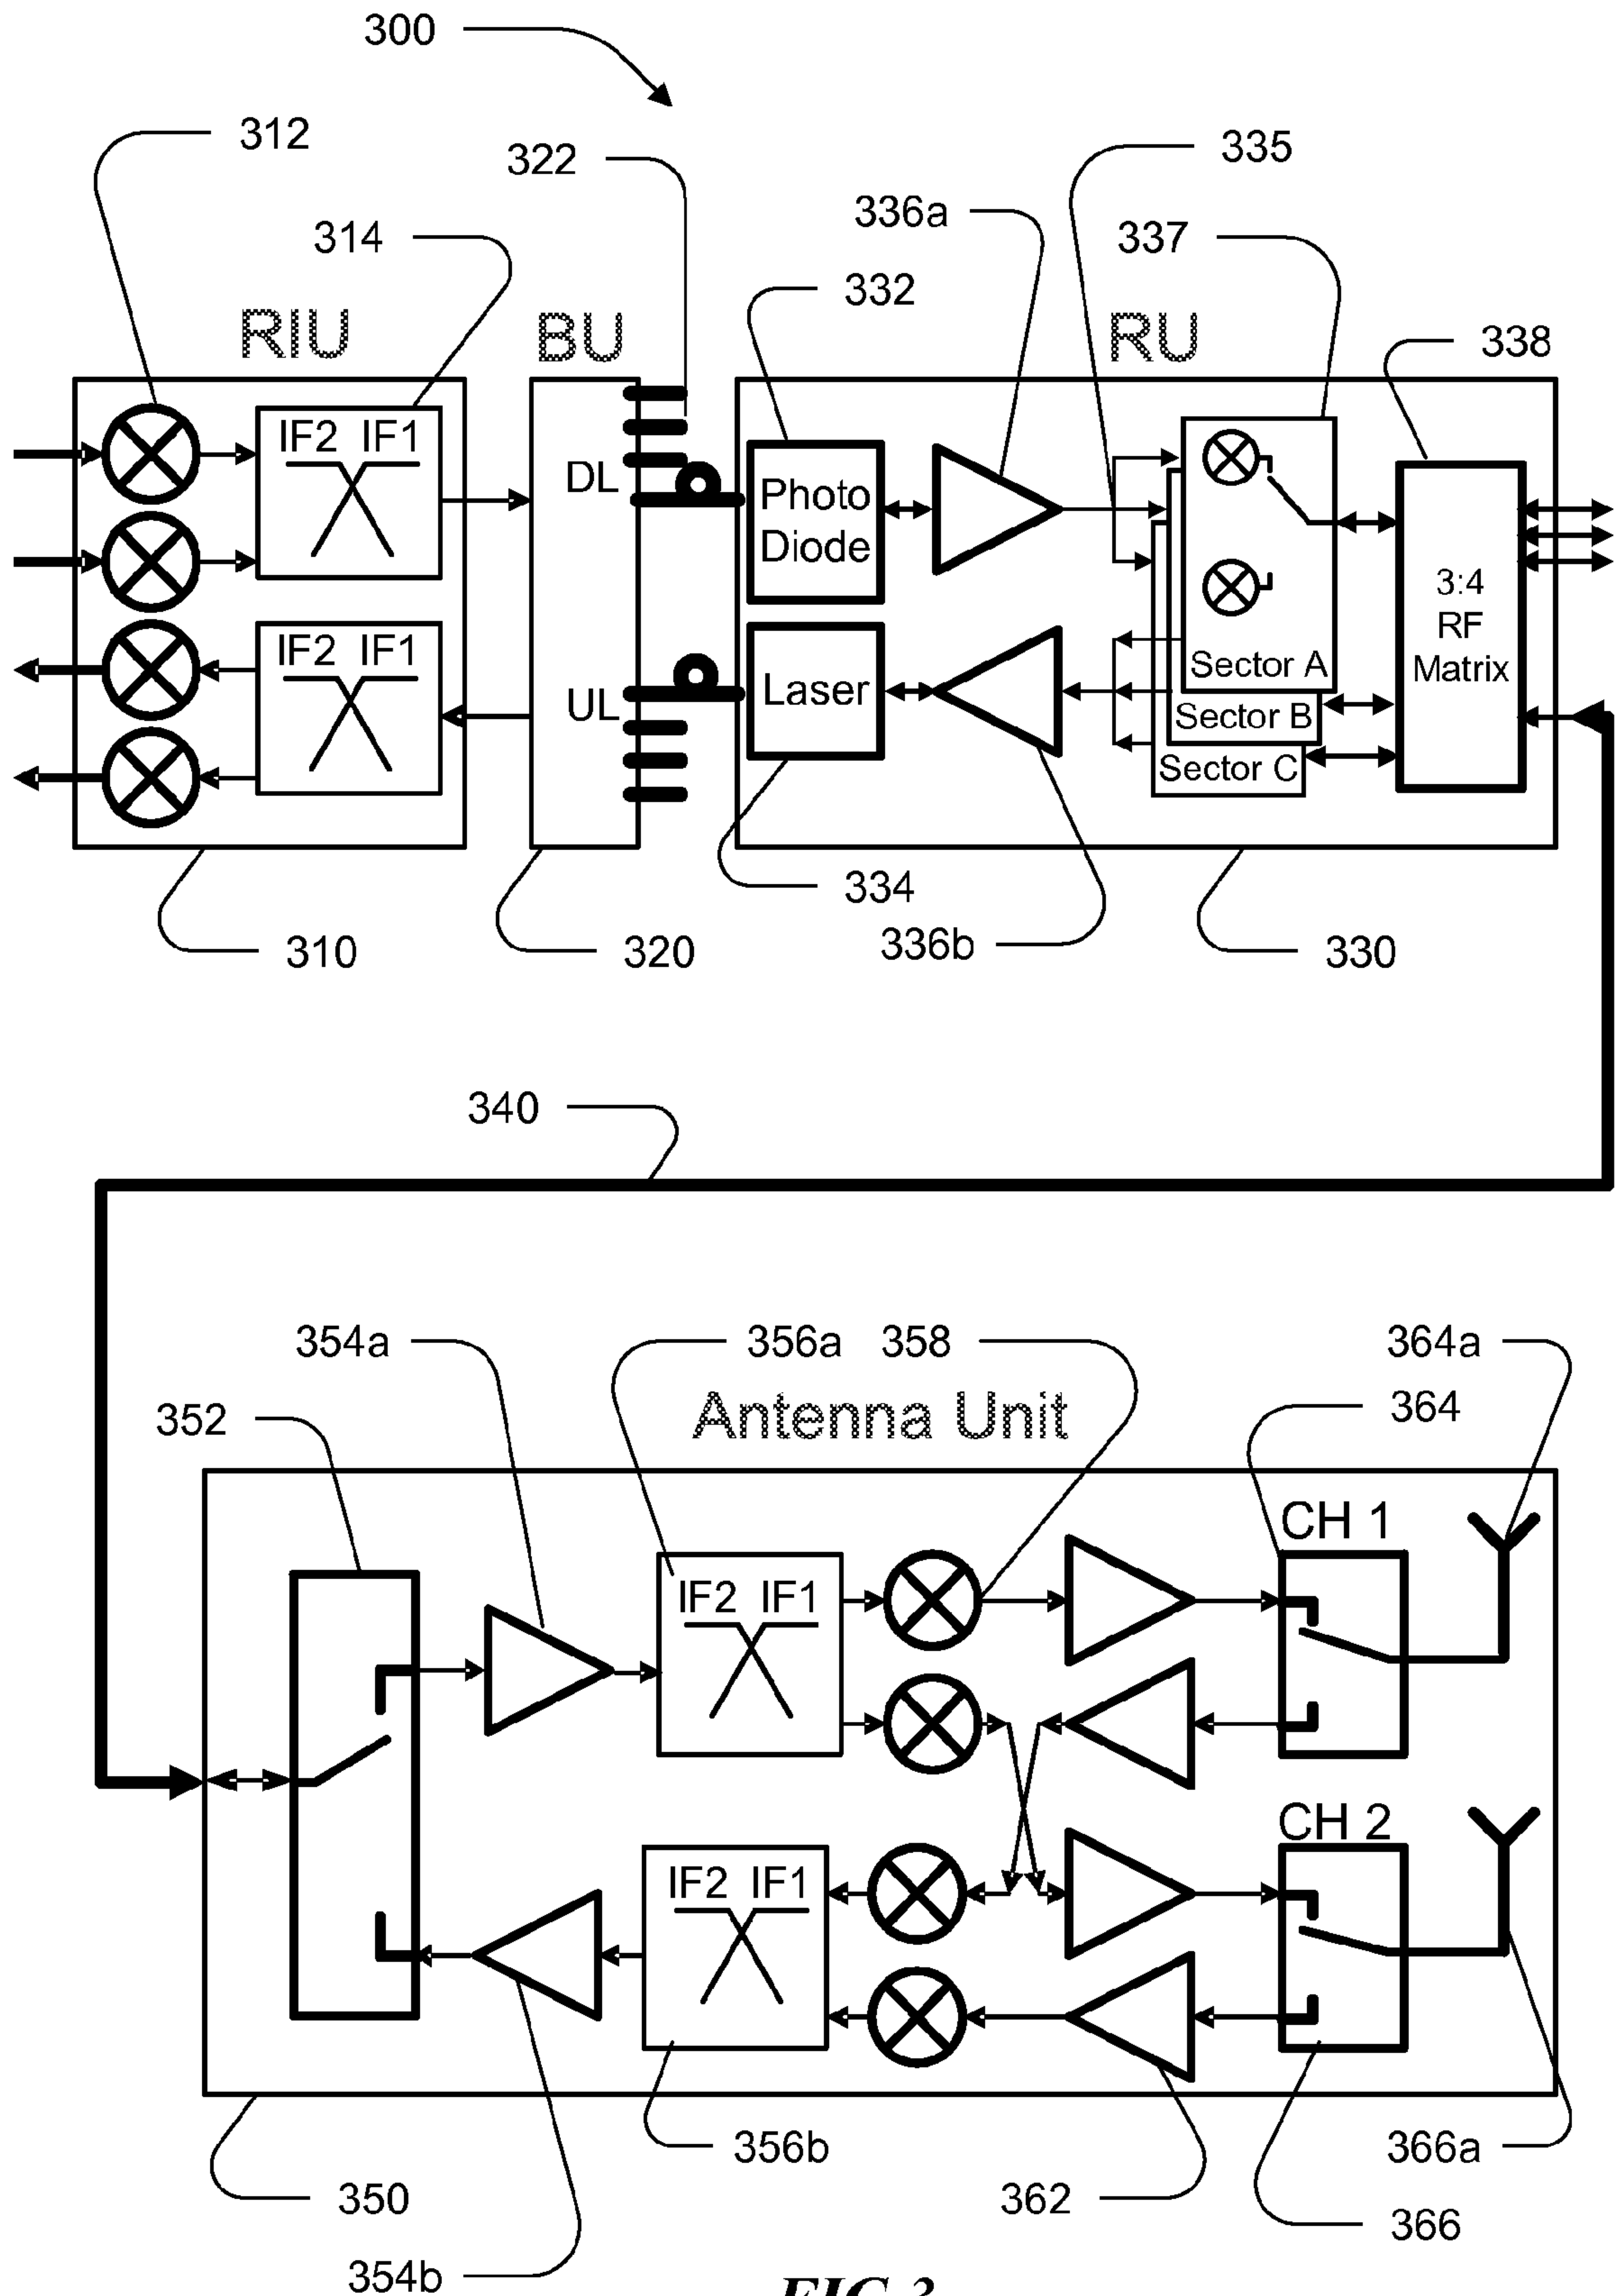 300
312
322
335
336a
314
337
332
RIU
BU
RU
338
IF2 IF1
DL
Photo
Diode
3:4
RF
Matrix
IF2 IF1
UL
Laser
Sector A
Sector B
Sector C
334
336b
310
320
330
340
354a
356a
358
364a
352
Antenna Unit
364
CH 1
IF2 IF1
CH 2
IF2 IF1
356b
366a
350
362
366
354b
FIG. 3